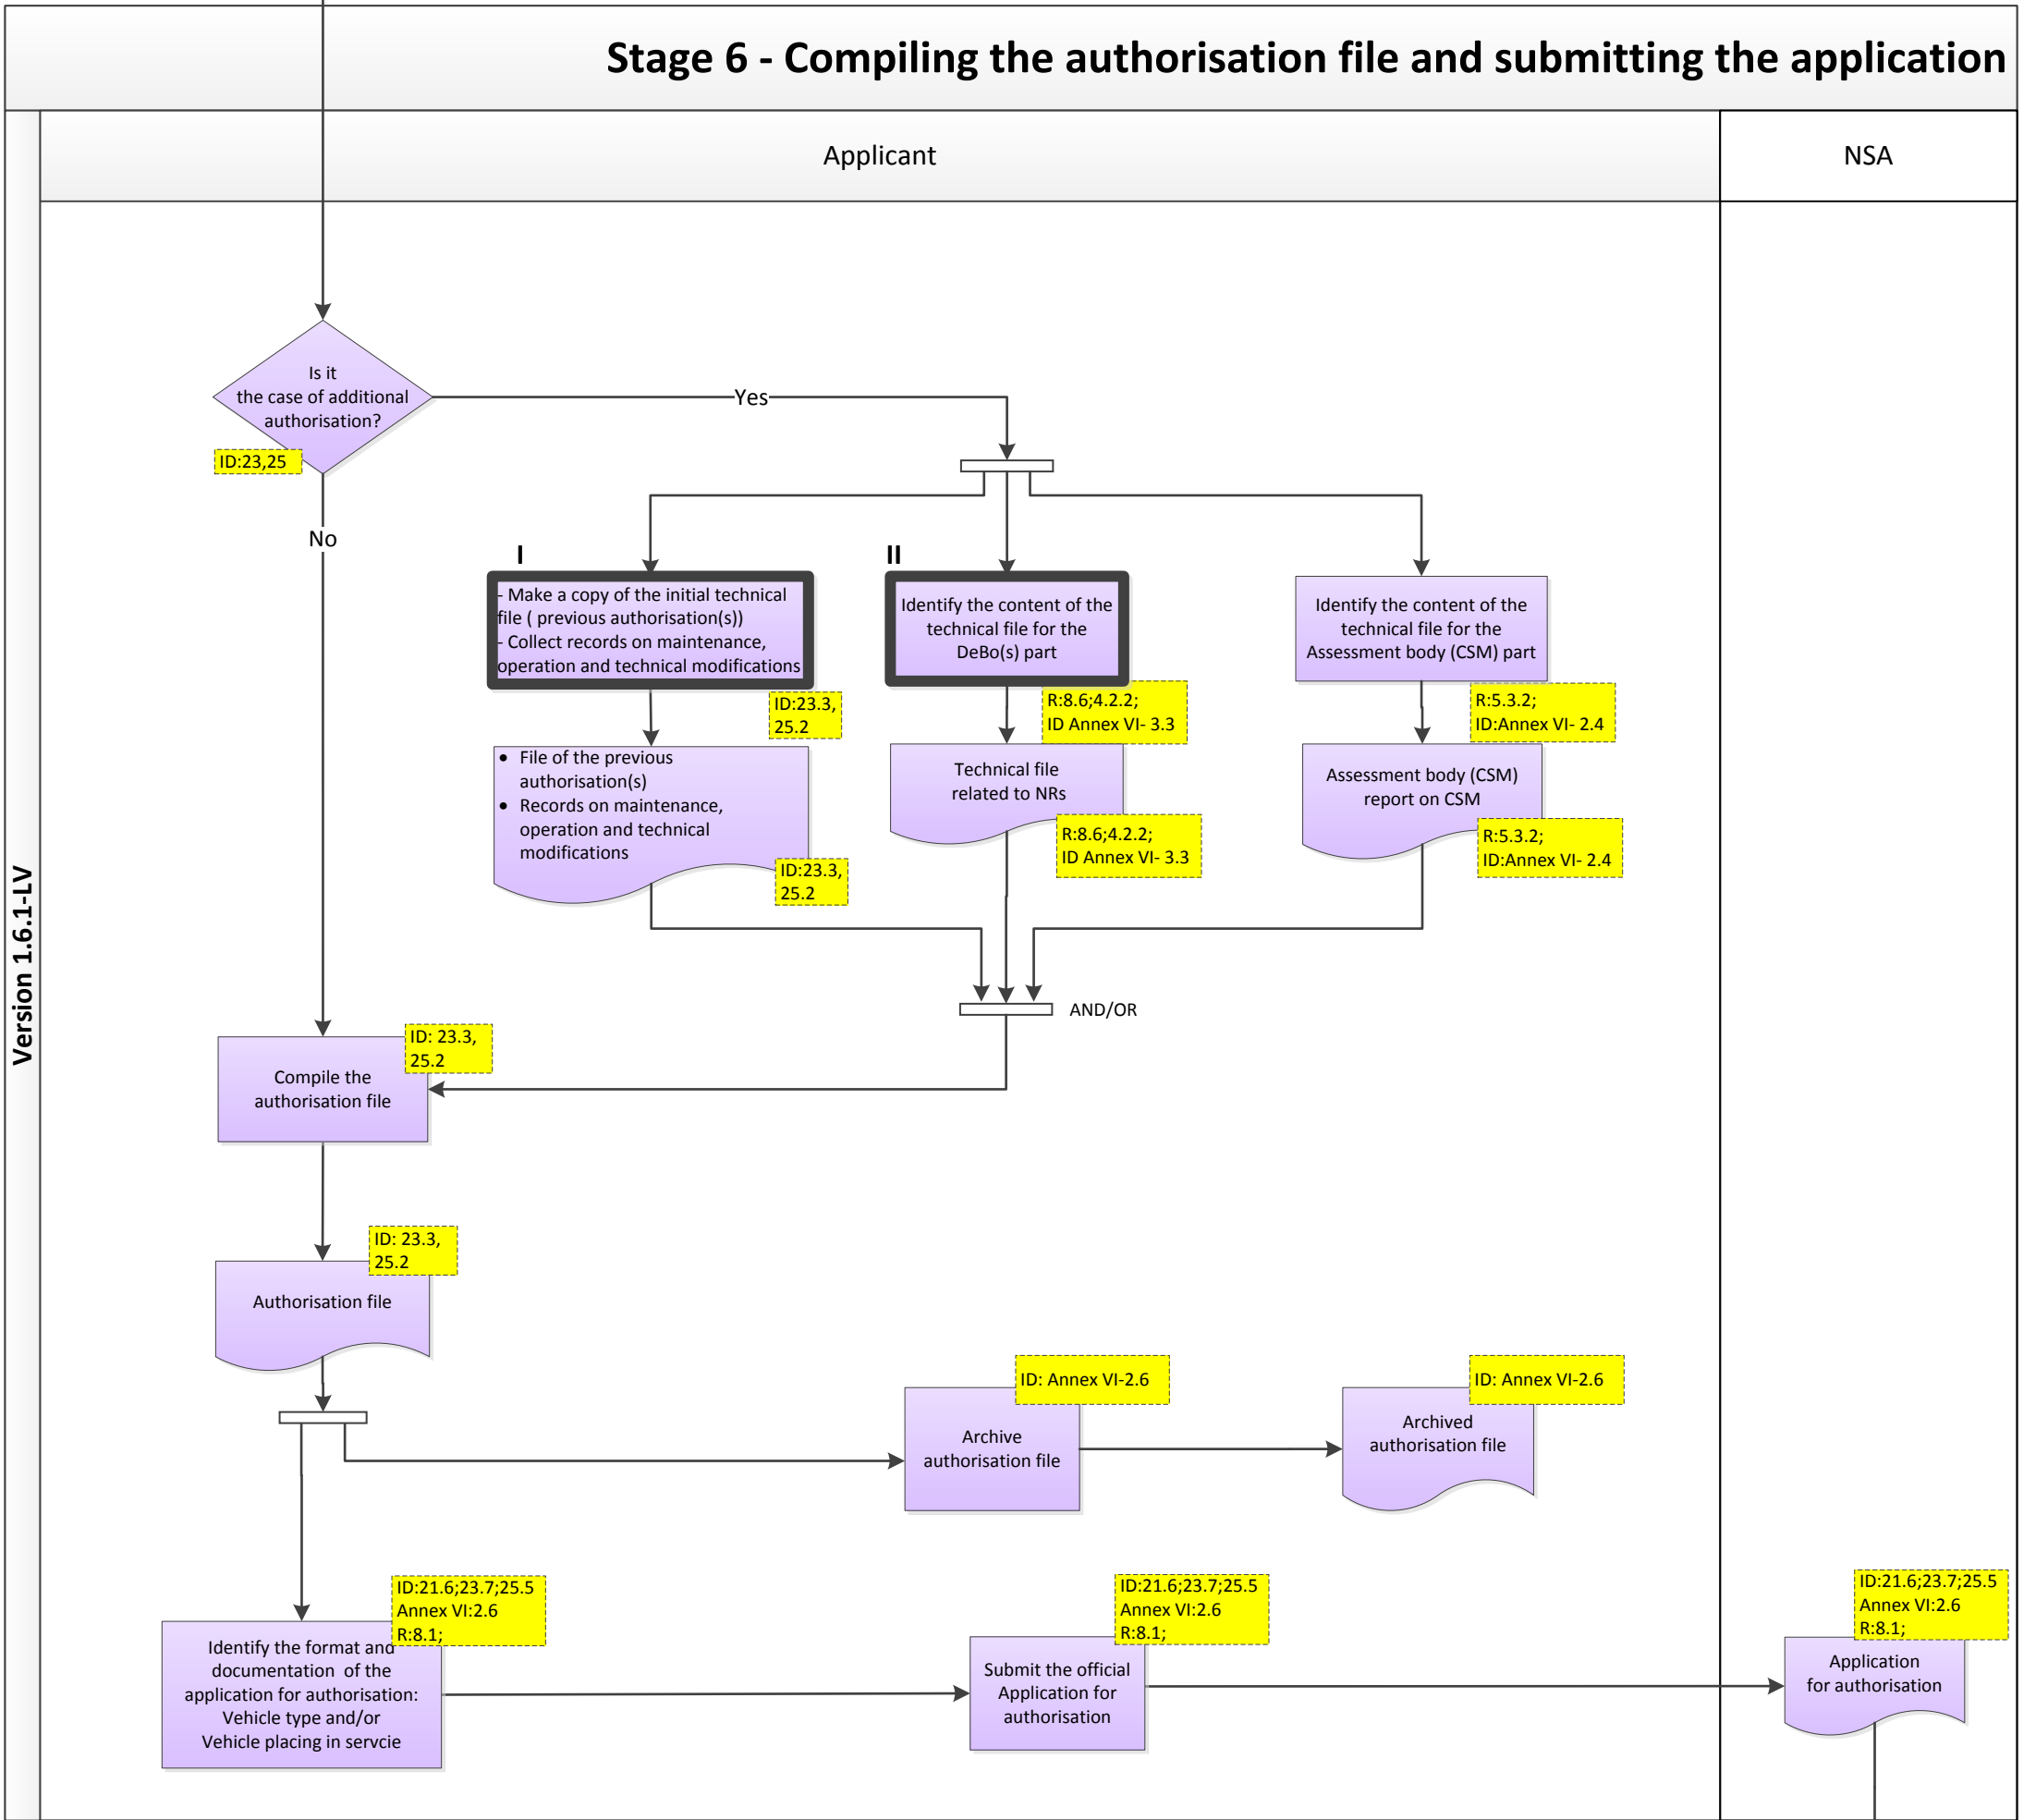 Stage 6 - Compiling the authorisation file and submitting the application
Applicant
NSA
Version 1.6.1-LV
Is it
the case of additional
authorisation?
ID:23,25
Yes
No
I
- Make a copy of the initial technical
file ( previous authorisation(s))
- Collect records on maintenance,
operation and technical modifications
ID:23.3,
25.2
II
Identify the content of the
technical file for the
DeBo(s) part
R:8.6;4.2.2;
ID Annex VI- 3.3
Identify the content of the
technical file for the
Assessment body (CSM) part
R:5.3.2;
ID:Annex VI- 2.4
• File of the previous
authorisation(s)
• Records on maintenance,
operation and technical
modifications
ID:23.3,
25.2
Technical file
related to NRs
R:8.6;4.2.2;
ID Annex VI- 3.3
Assessment body (CSM)
report on CSM
R:5.3.2;
ID:Annex VI- 2.4
AND/OR
ID: 23.3,
25.2
Compile the
authorisation file
ID: 23.3,
25.2
Authorisation file
ID: Annex VI-2.6
Archive
authorisation file
ID: Annex VI-2.6
Archived
authorisation file
ID:21.6;23.7;25.5
Annex VI:2.6
R:8.1;
Identify the format and
documentation of the
application for authorisation:
Vehicle type and/or
Vehicle placing in servcie
ID:21.6;23.7;25.5
Annex VI:2.6
R:8.1;
Submit the official
Application for
authorisation
ID:21.6;23.7;25.5
Annex VI:2.6
R:8.1;
Application
for authorisation